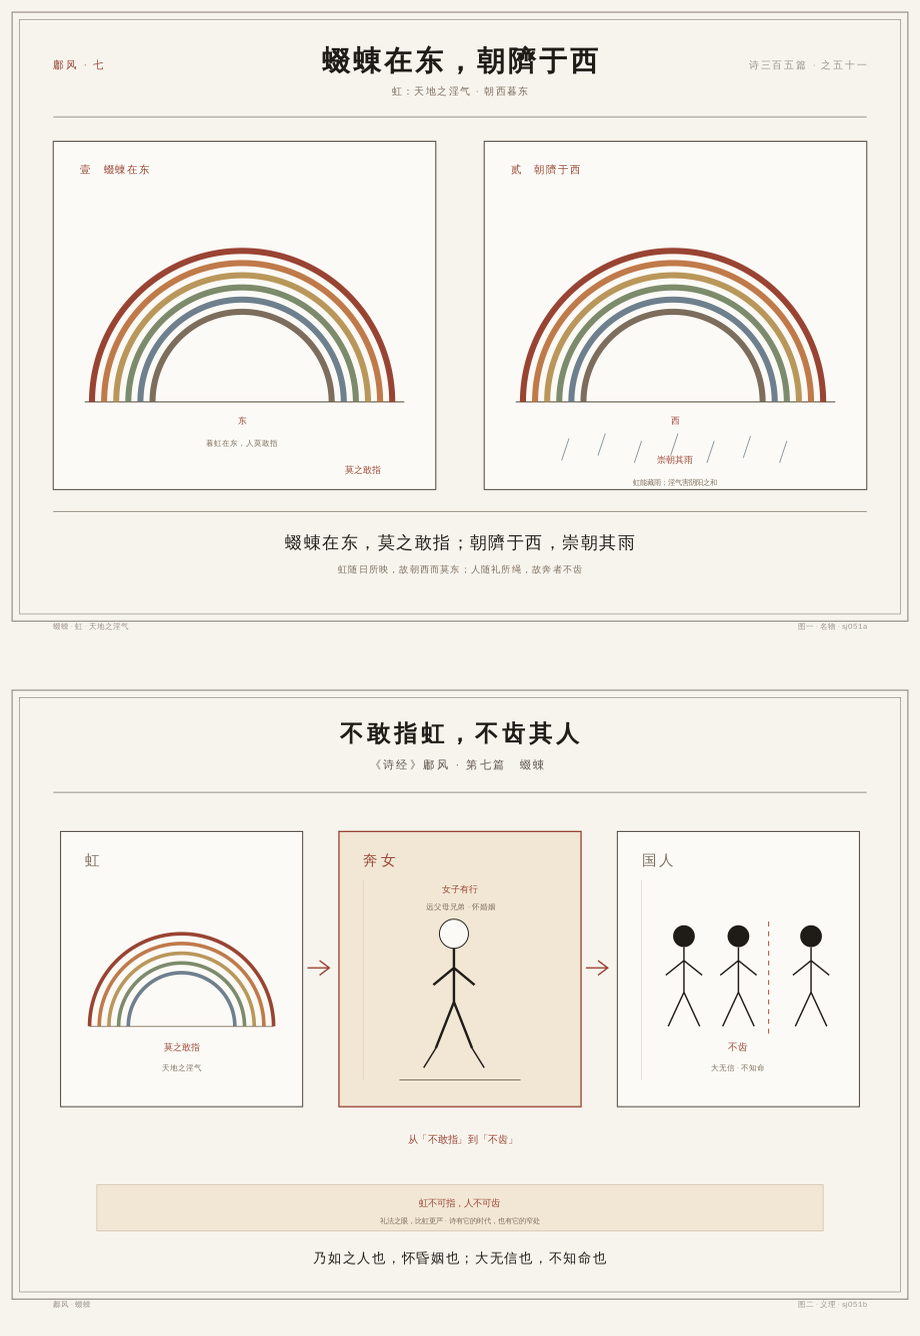 鄘风 · 七
蝃蝀在东，朝隮于西
诗三百五篇 · 之五十一
虹：天地之淫气 · 朝西暮东
壹 蝃蝀在东
东
暮虹在东，人莫敢指
莫之敢指
贰 朝隮于西
西
崇朝其雨
虹能藏雨；淫气害阴阳之和
蝃蝀在东，莫之敢指；朝隮于西，崇朝其雨
虹随日所映，故朝西而莫东；人随礼所绳，故奔者不齿
蝃蝀 · 虹 · 天地之淫气
图一 · 名物 · sj051a
不敢指虹，不齿其人
《诗经》鄘风 · 第七篇 蝃蝀
虹
莫之敢指
天地之淫气
奔女
女子有行
远父母兄弟 · 怀婚姻
国人
不齿
大无信 · 不知命
从「不敢指」到「不齿」
虹不可指，人不可齿
礼法之眼，比虹更严 · 诗有它的时代，也有它的窄处
乃如之人也，怀昏姻也；大无信也，不知命也
鄘风 · 蝃蝀
图二 · 义理 · sj051b